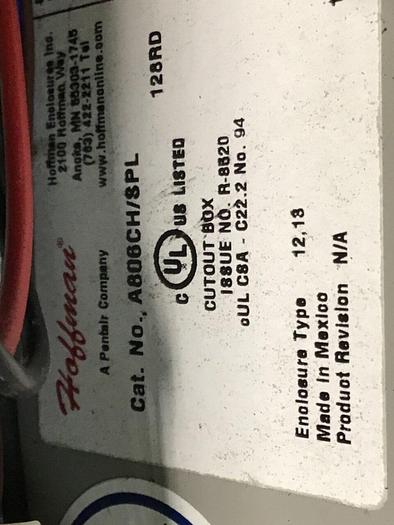 Hoffman®
A Pentair Company
Hoffman Enclosures Inc.
2100 Hoffman Way
Anoka, MN 55303-1745
(763) 422-2211 Tel
www.hoffmanonline.com
Cat. No., A806CH/SPL
128RD
C UL US LISTED
CUTOUT BOX
ISSUE NO. R-8520
cUL CSA - C22.2 No. 94
Enclosure Type 12,13
Made in Mexico
Product Revision N/A